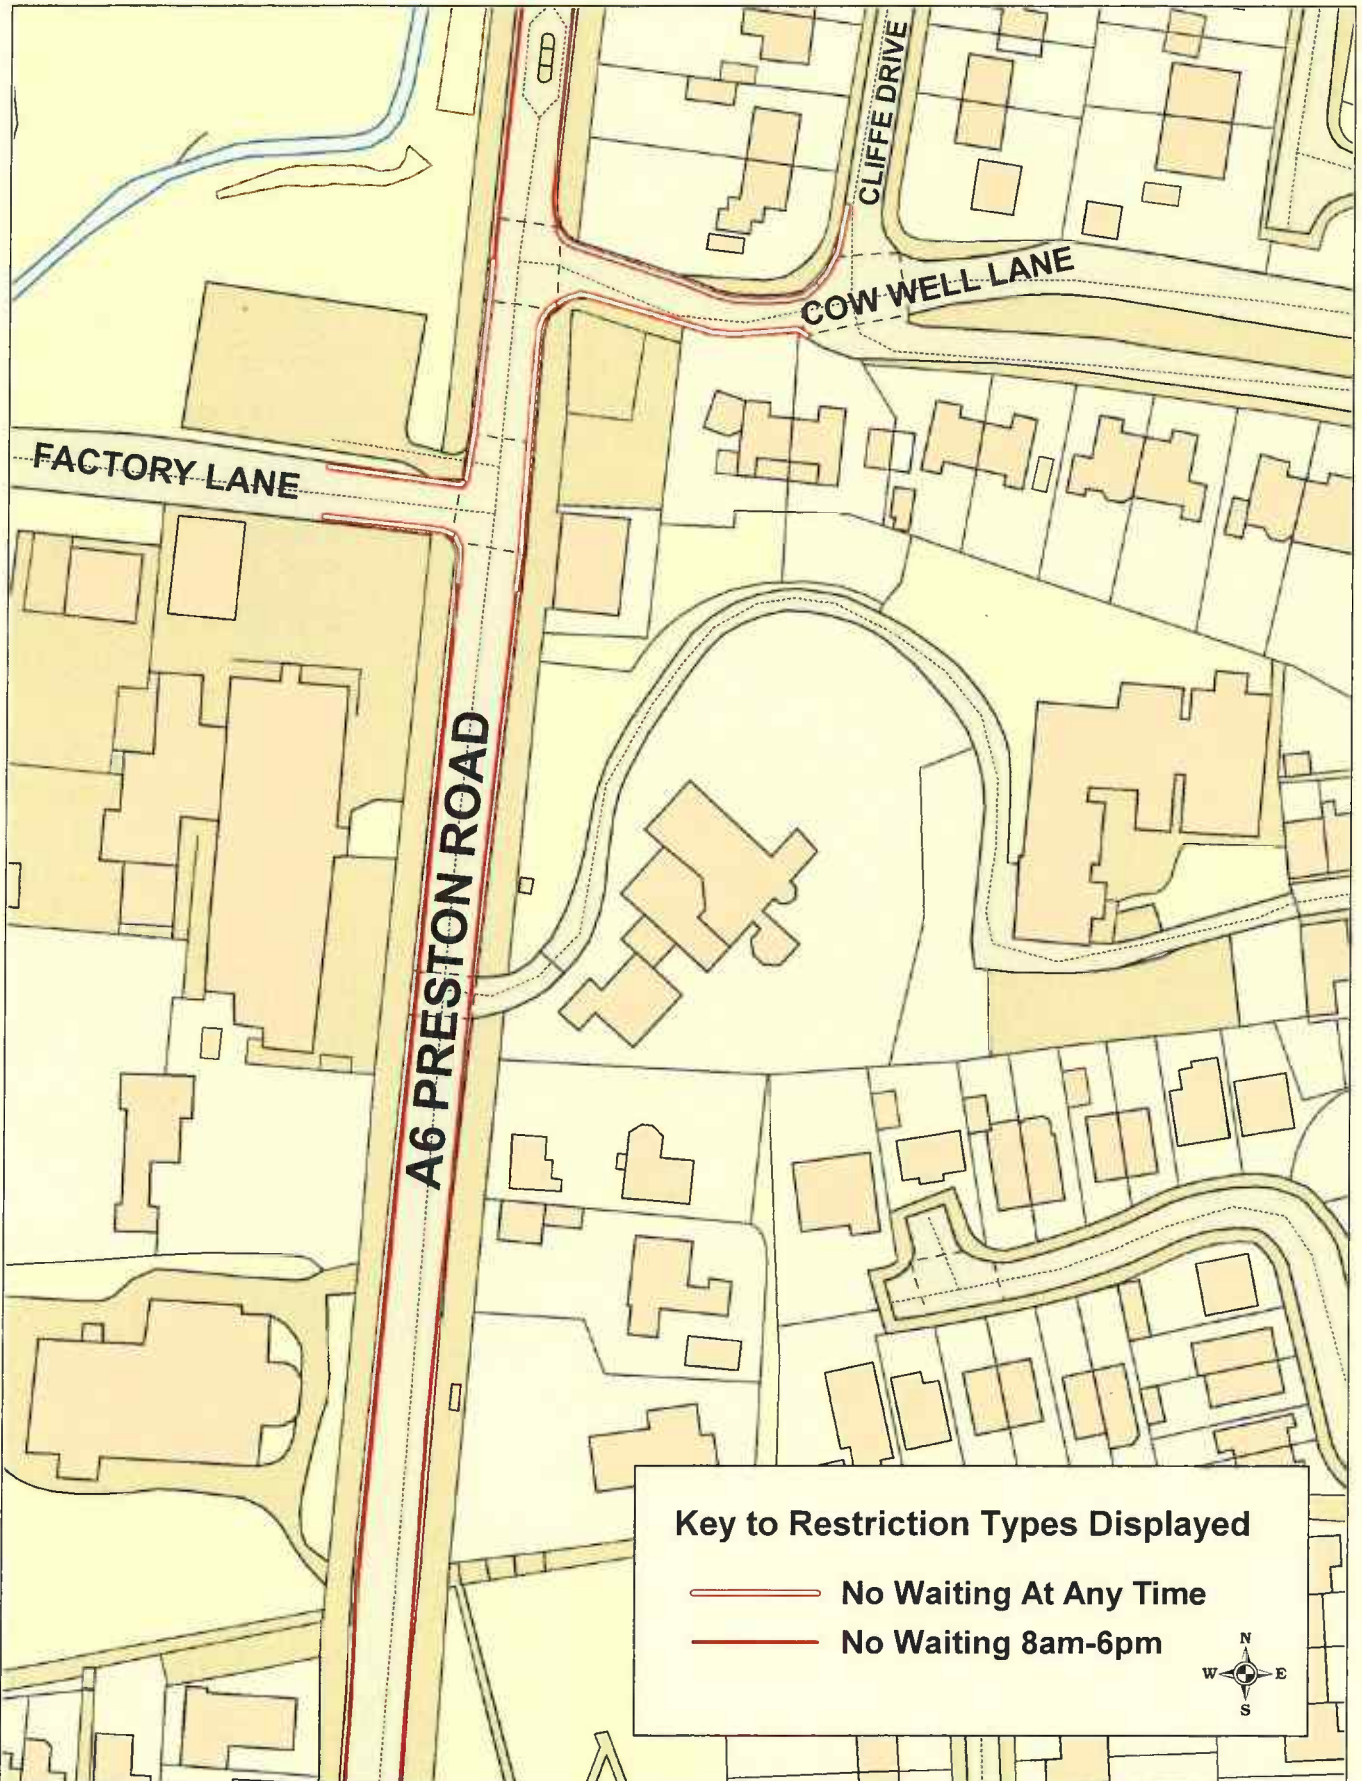 CLIFFE DRIVE
COW WELL LANE
FACTORY LANE
A6 PRESTON ROAD
Key to Restriction Types Displayed
No Waiting At Any Time
No Waiting 8am-6pm
N
W E
S